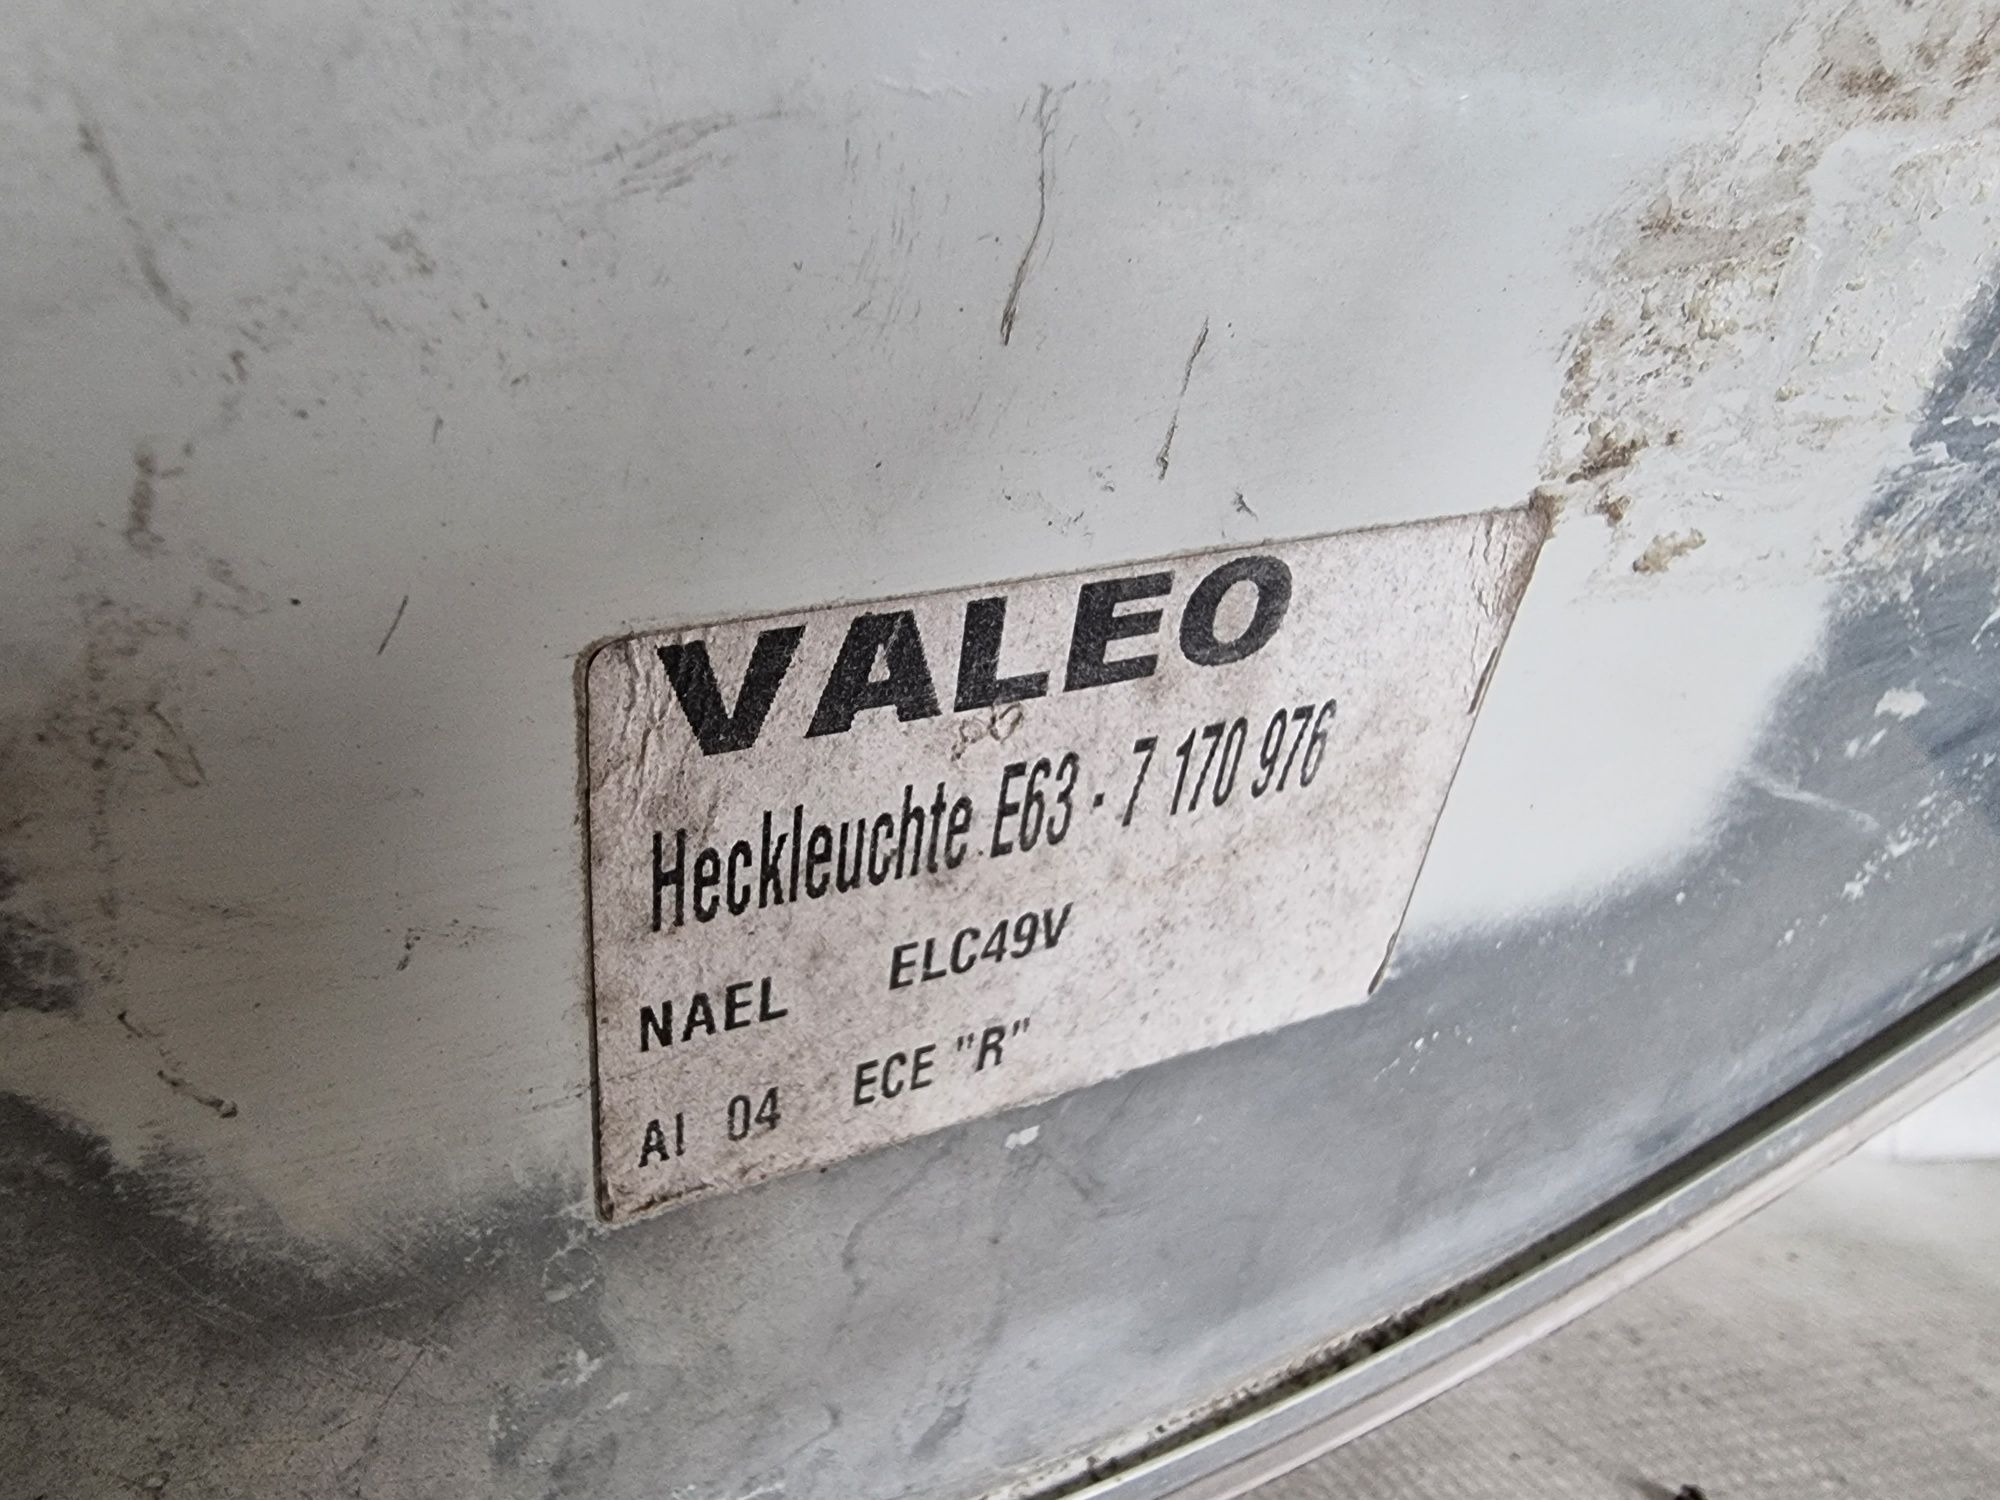 VALEO
Heckleuchte E63 - 7 170 976
NAEL ELC49V
AI 04 ECE "R"